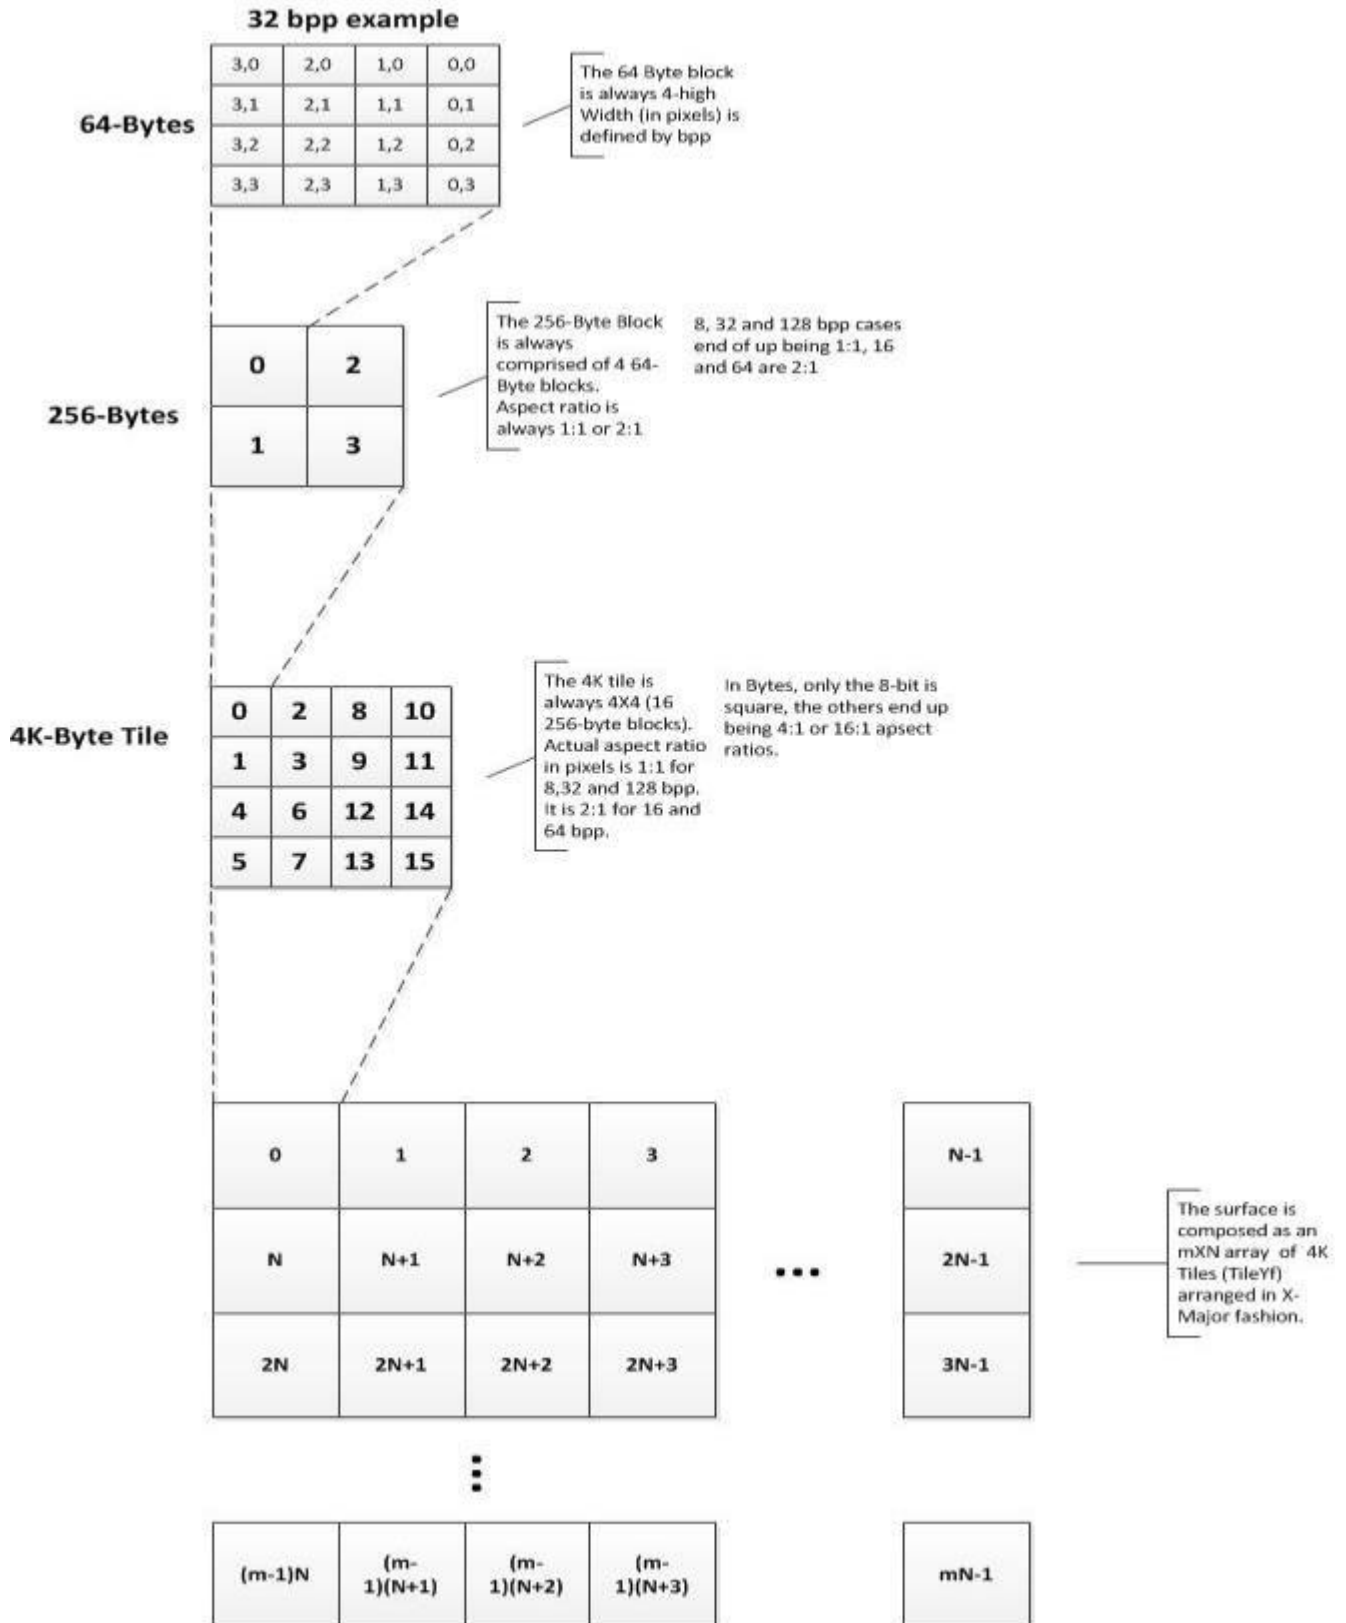 32 bpp example
3,0 2,0 1,0 0,0
3,1 2,1 1,1 0,1
3,2 2,2 1,2 0,2
3,3 2,3 1,3 0,3
64-Bytes
The 64 Byte block
is always 4-high
Width (in pixels) is
defined by bpp
0 2
1 3
256-Bytes
The 256-Byte Block
is always
comprised of 4 64-
Byte blocks.
Aspect ratio is
always 1:1 or 2:1
8, 32 and 128 bpp cases
end of up being 1:1, 16
and 64 are 2:1
4K-Byte Tile
0 2 8 10
1 3 9 11
4 6 12 14
5 7 13 15
The 4K tile is
always 4X4 (16
256-byte blocks).
Actual aspect ratio
in pixels is 1:1 for
8,32 and 128 bpp.
It is 2:1 for 16 and
64 bpp.
In Bytes, only the 8-bit is
square, the others end up
being 4:1 or 16:1 apsect
ratios.
0 1 2 3 N-1
N N+1 N+2 N+3 ... 2N-1
2N 2N+1 2N+2 2N+3 3N-1
The surface is
composed as an
mXN array of 4K
Tiles (TileYf)
arranged in X-
Major fashion.
(m-1)N (m-
1)(N+1) (m-
1)(N+2) (m-
1)(N+3) mN-1